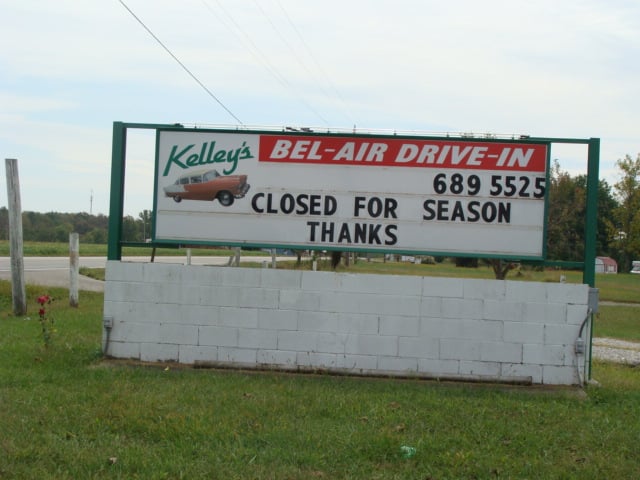 Kelley's
BEL-AIR DRIVE-IN
689 5525
CLOSED FOR SEASON
THANKS